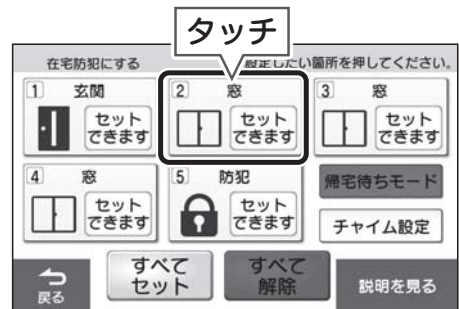 タッチ
在宅防犯にする
設定したい箇所を押してください。
1 玄関
セット
できます
2 窓
セット
できます
3 窓
セット
できます
4 窓
セット
できます
5 防犯
セット
できます
帰宅待ちモード
チャイム設定
戻る
すべて
セット
すべて
解除
説明を見る